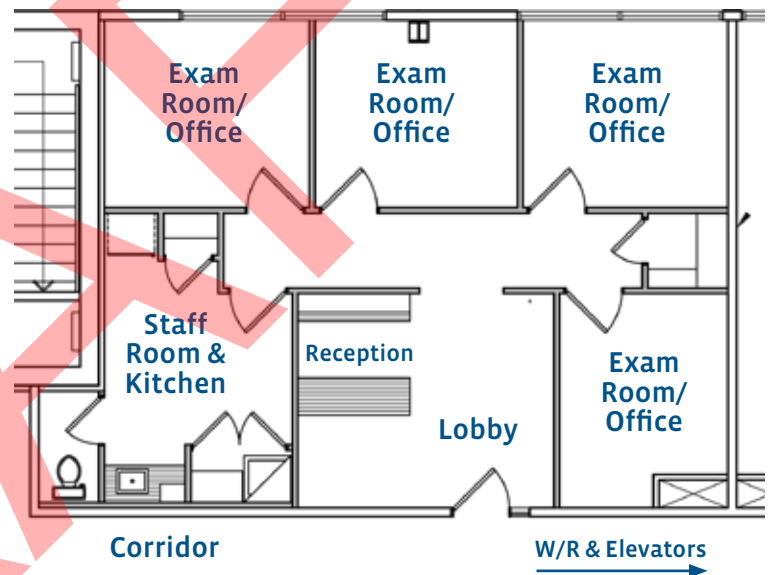 Exam
Room/
Office
Exam
Room/
Office
Exam
Room/
Office
Staff
Room &
Kitchen
Reception
Lobby
Exam
Room/
Office
Corridor
W/R & Elevators